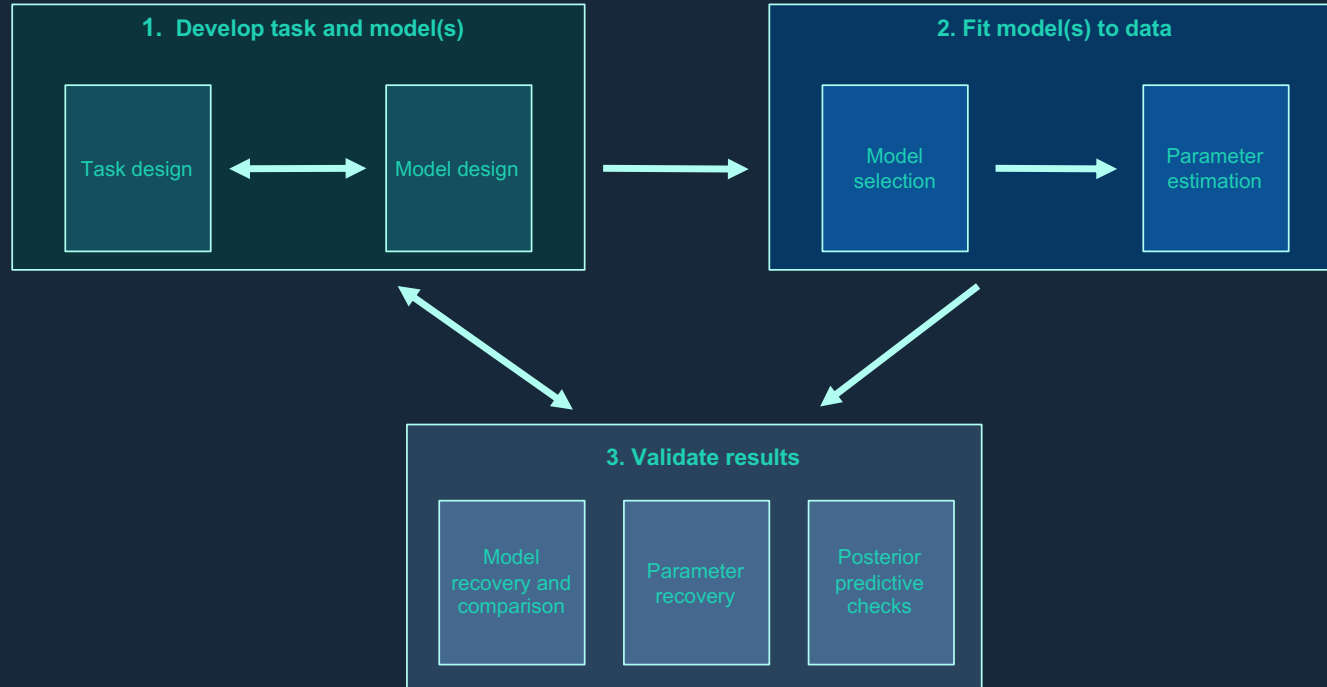 1. Develop task and model(s)
Task design
Model design
2. Fit model(s) to data
Model
selection
Parameter
estimation
3. Validate results
Model
recovery and
comparison
Parameter
recovery
Posterior
predictive
checks